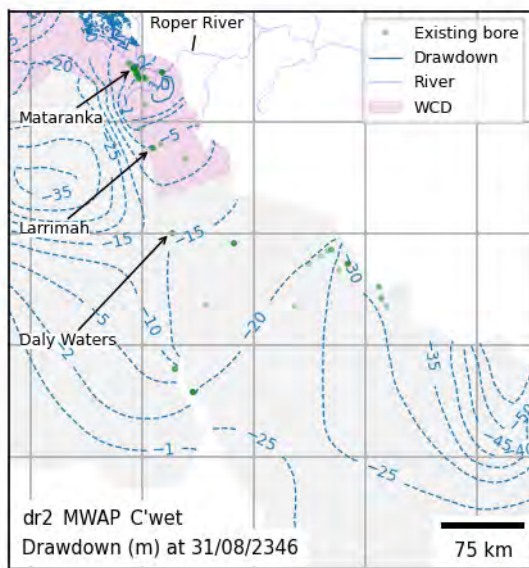 Roper River
Existing bore
Drawdown
River
WCD
Mataranka
Larrimah
Daly Waters
−20
−15
−25
−5
−35
−15
−15
−30
−10
−20
−5
−2
−35
−1
−25
−25
−50
−45
−40
dr2 MWAP C'wet
Drawdown (m) at 31/08/2346
75 km